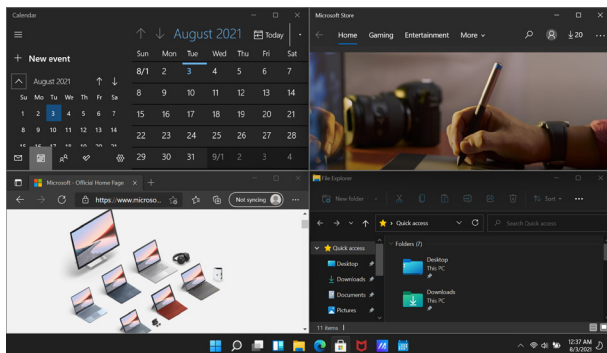 Calendar
August 2021
Today
New event
Sun Mon Tue Wed Thu Fri Sat
8/1 2 3 4 5 6 7
8 9 10 11 12 13 14
15 16 17 18 19 20 21
22 23 24 25 26 27 28
29 30 31 9/1 2 3 4
August 2021
Su Mo Tu We Th Fr Sa
1 2 3 4 5 6 7
8 9 10 11 12 13 14
Microsoft Store
Home Gaming Entertainment More
20
Microsoft - Official Home Page
https://www.microso...
Not syncing
File Explorer
New folder
Sort
Quick access
Search Quick access
Quick access
Desktop
Downloads
Documents
Pictures
Folders (7)
Desktop
This PC
Downloads
This PC
11 items
12:37 AM
8/3/2021